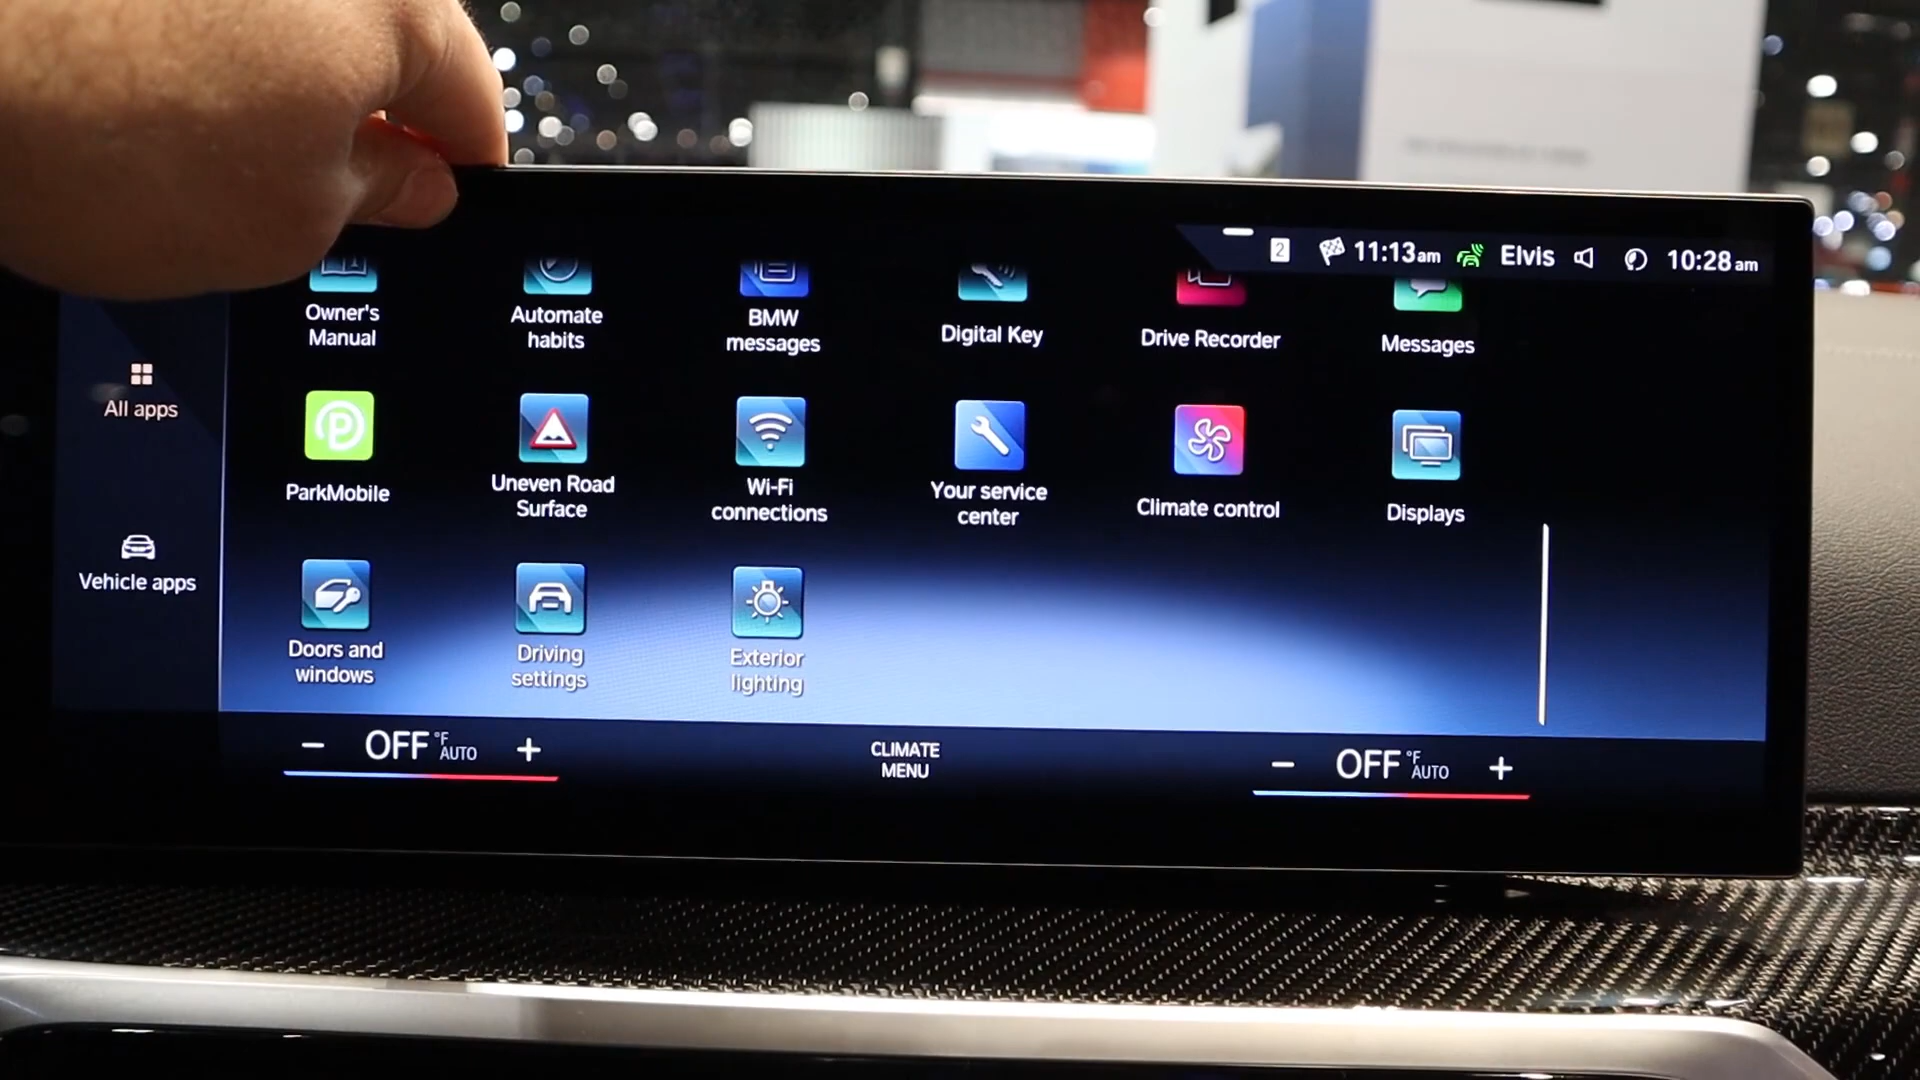 2 11:13am Elvis 10:28am
Owner's
Manual
Automate
habits
BMW
messages
Digital Key
Drive Recorder
Messages
All apps
P
ParkMobile
Uneven Road
Surface
Wi-Fi
connections
Your service
center
Climate control
Displays
Vehicle apps
Doors and
windows
Driving
settings
Exterior
lighting
− OFF °F AUTO +
CLIMATE
MENU
− OFF °F AUTO +